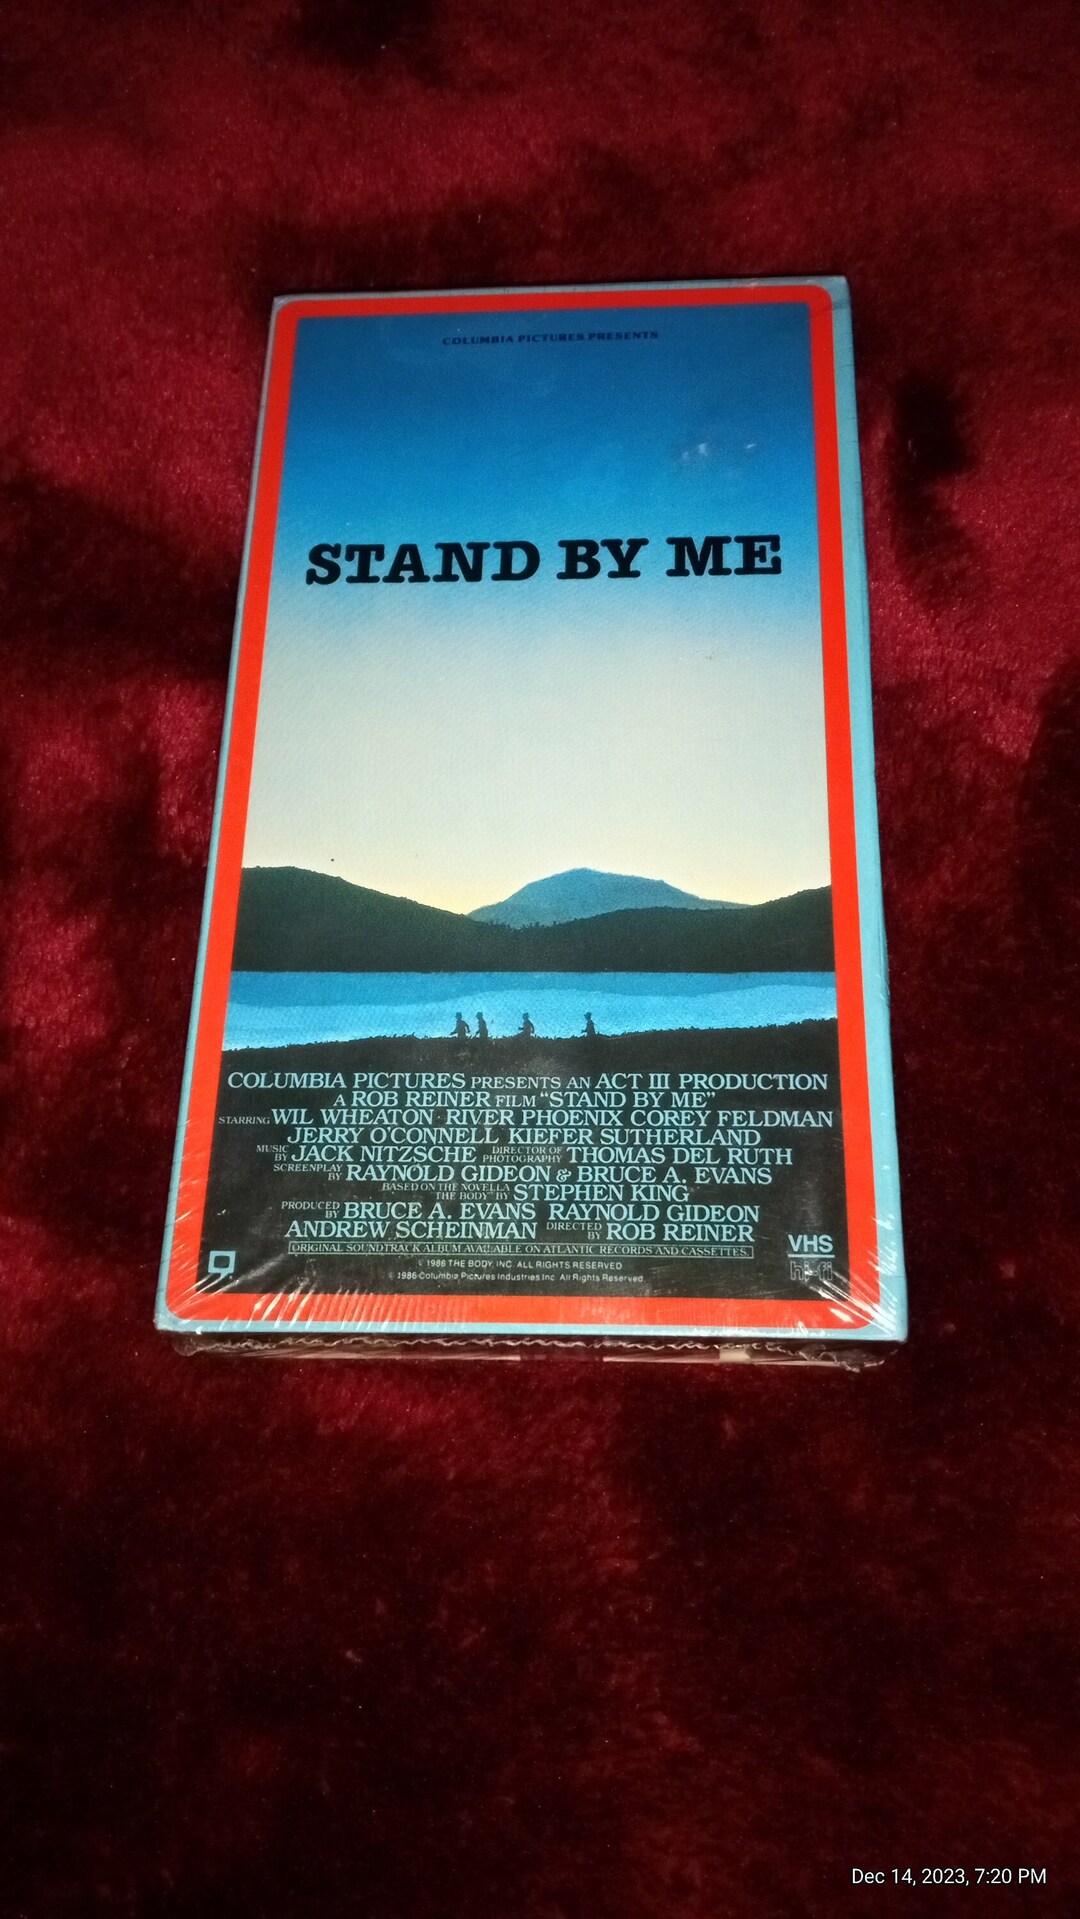 COLUMBIA PICTURES PRESENTS
STAND BY ME
COLUMBIA PICTURES PRESENTS AN ACT III PRODUCTION
A ROB REINER FILM "STAND BY ME"
STARRING WIL WHEATON · RIVER PHOENIX COREY FELDMAN
JERRY O'CONNELL KIEFER SUTHERLAND
MUSIC BY JACK NITZSCHE DIRECTOR OF PHOTOGRAPHY THOMAS DEL RUTH
SCREENPLAY BY RAYNOLD GIDEON & BRUCE A. EVANS
BASED ON THE NOVELLA THE BODY BY STEPHEN KING
PRODUCED BY BRUCE A. EVANS RAYNOLD GIDEON
ANDREW SCHEINMAN DIRECTED BY ROB REINER
ORIGINAL SOUNDTRACK ALBUM AVAILABLE ON ATLANTIC RECORDS AND CASSETTES.
© 1986 THE BODY, INC. ALL RIGHTS RESERVED
© 1986 Columbia Pictures Industries Inc. All Rights Reserved
VHS
hi-fi
Dec 14, 2023, 7:20 PM